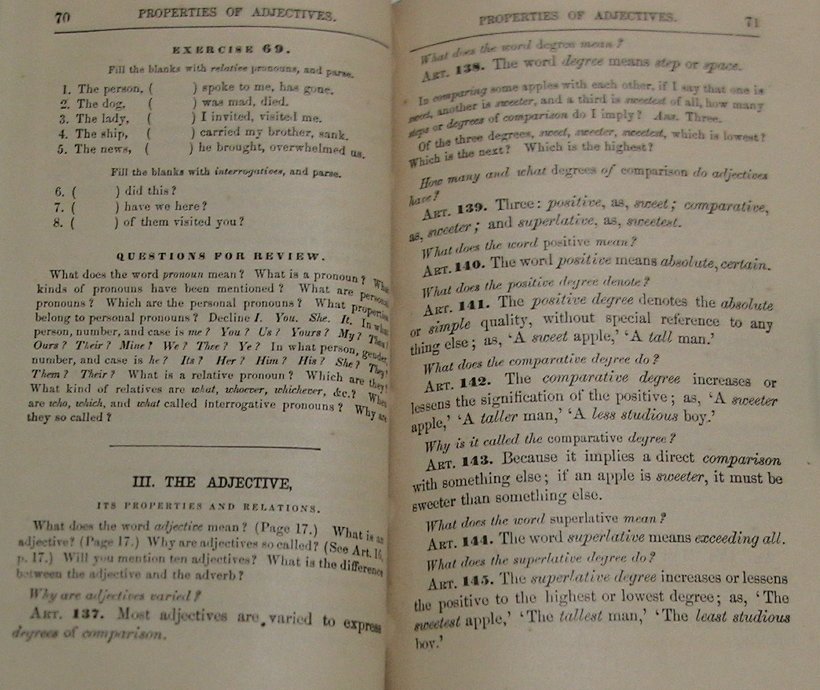 70 PROPERTIES OF ADJECTIVES.
EXERCISE 69.
Fill the blanks with relative pronouns, and parse.
1. The person, ( ) spoke to me, has gone.
2. The dog, ( ) was mad, died.
3. The lady, ( ) I invited, visited me.
4. The ship, ( ) carried my brother, sank.
5. The news, ( ) he brought, overwhelmed us.
Fill the blanks with interrogatives, and parse.
6. ( ) did this?
7. ( ) have we here?
8. ( ) of them visited you?
QUESTIONS FOR REVIEW.
What does the word pronoun mean? What is a pronoun? What
kinds of pronouns have been mentioned? What are personal
pronouns? Which are the personal pronouns? What properties
belong to personal pronouns? Decline I. You. She. It. In what
person, number, and case is me? You? Us? Yours? My? Them?
Ours? Their? Mine? We? Thee? Ye? In what person, gender,
number, and case is he? Its? Her? Him? His? She? They?
Them? Their? What is a relative pronoun? Which are they?
What kind of relatives are what, whoever, whichever, &c.? When
are who, which, and what called interrogative pronouns? Why are
they so called?
III. THE ADJECTIVE,
ITS PROPERTIES AND RELATIONS.
What does the word adjective mean? (Page 17.) What is an
adjective? (Page 17.) Why are adjectives so called? (See Art. 16,
p. 17.) Will you mention ten adjectives? What is the difference
between the adjective and the adverb?
Why are adjectives varied?
ART. 137. Most adjectives are varied to express
degrees of comparison.
PROPERTIES OF ADJECTIVES. 71
What does the word degree mean?
ART. 138. The word degree means step or space.
In comparing some apples with each other, if I say that one is
sweet, another is sweeter, and a third is sweetest of all, how many
steps or degrees of comparison do I imply? Ans. Three.
Of the three degrees, sweet, sweeter, sweetest, which is lowest?
Which is the next? Which is the highest?
How many and what degrees of comparison do adjectives
have?
ART. 139. Three: positive, as, sweet; comparative,
as, sweeter; and superlative, as, sweetest.
What does the word positive mean?
ART. 140. The word positive means absolute, certain.
What does the positive degree denote?
ART. 141. The positive degree denotes the absolute
or simple quality, without special reference to any
thing else; as, 'A sweet apple,' 'A tall man.'
What does the comparative degree do?
ART. 142. The comparative degree increases or
lessens the signification of the positive; as, 'A sweeter
apple,' 'A taller man,' 'A less studious boy.'
Why is it called the comparative degree?
ART. 143. Because it implies a direct comparison
with something else; if an apple is sweeter, it must be
sweeter than something else.
What does the word superlative mean?
ART. 144. The word superlative means exceeding all.
What does the superlative degree do?
ART. 145. The superlative degree increases or lessens
the positive to the highest or lowest degree; as, 'The
sweetest apple,' 'The tallest man,' 'The least studious
boy.'